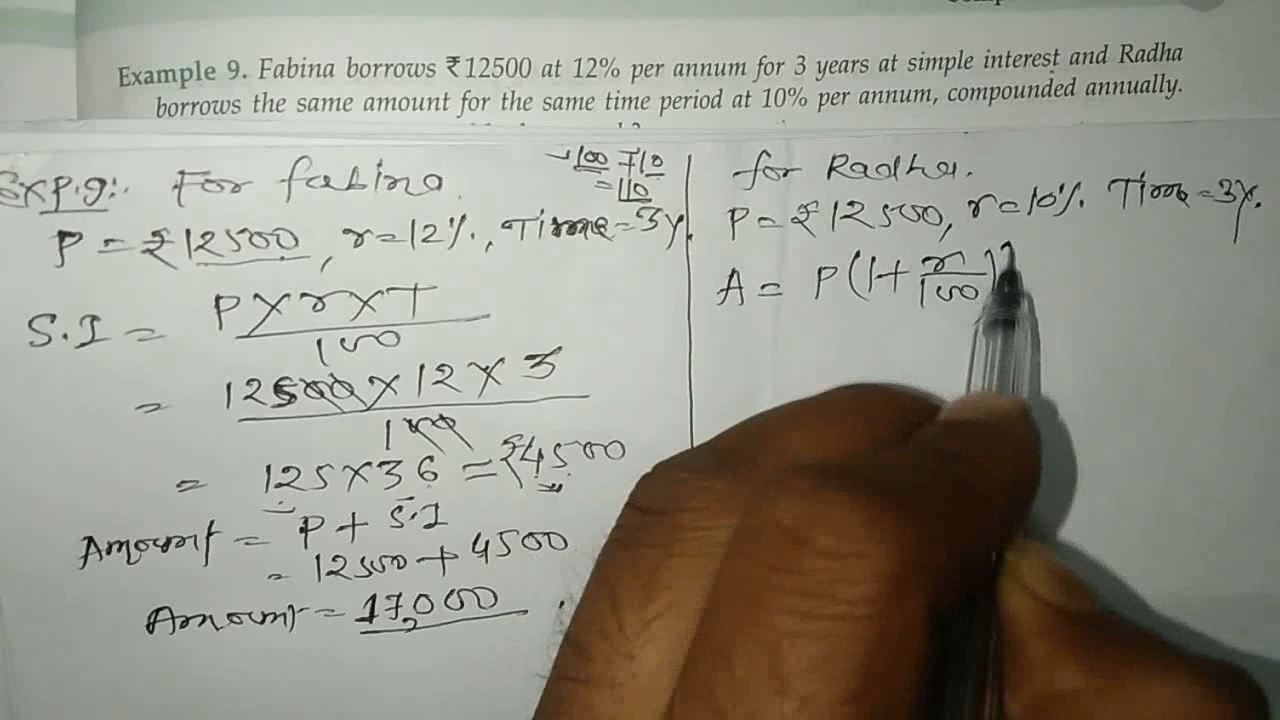 Example 9. Fabina borrows ₹12500 at 12% per annum for 3 years at simple interest and Radha
borrows the same amount for the same time period at 10% per annum, compounded annually.
Exp.9:. For fabina.
P = ₹12500, r=12%, Time=3y.
S.I = P×r×T
100
= 12500×12×3
100
= 125×36 = ₹4500
Amount = P + S.I
= 12500 + 4500
Amount = 17,000
100 + 10
= 110
for Radha.
P = ₹12500, r=10%. Time=3y.
A = P(1+ r/100)